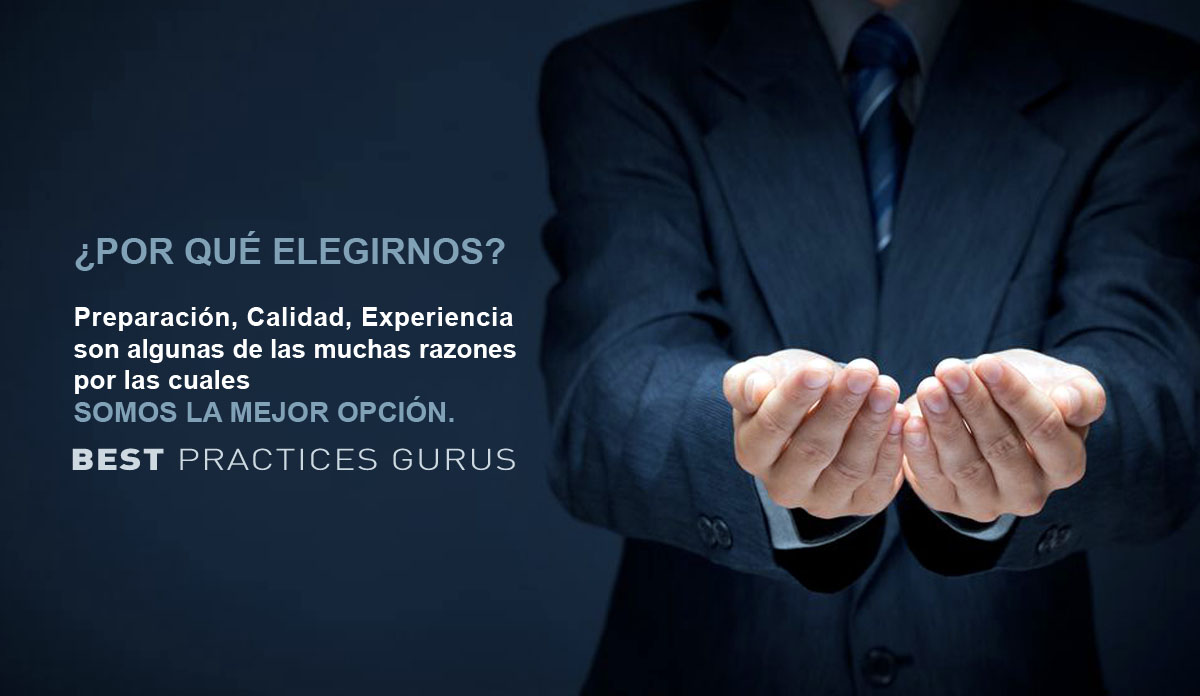 ¿POR QUÉ ELEGIRNOS?
Preparación, Calidad, Experiencia
son algunas de las muchas razones
por las cuales
SOMOS LA MEJOR OPCIÓN.
BEST PRACTICES GURUS